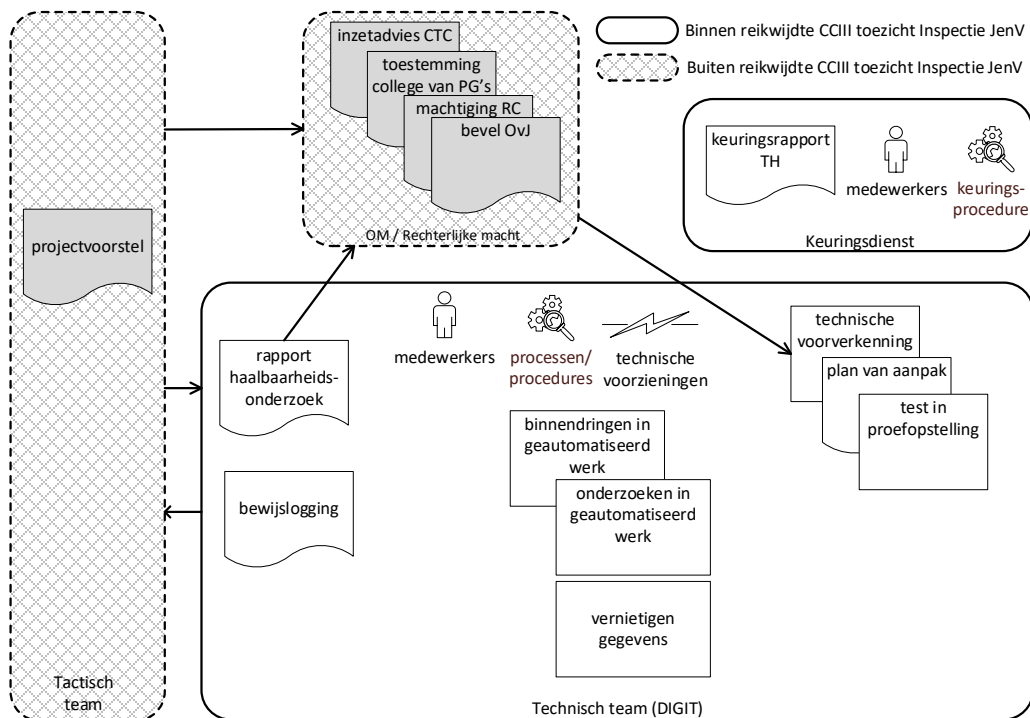 inzetadvies CTC
toestemming
college van PG's
machtiging RC
bevel OvJ
OM / Rechterlijke macht
Binnen reikwijdte CCIII toezicht Inspectie JenV
Buiten reikwijdte CCIII toezicht Inspectie JenV
keuringsrapport
TH
medewerkers
keurings-
procedure
Keuringsdienst
projectvoorstel
Tactisch
team
rapport
haalbaarheids-
onderzoek
bewijslogging
medewerkers
processen/
procedures
technische
voorzieningen
binnendringen in
geautomatiseerd
werk
onderzoeken in
geautomatiseerd
werk
vernietigen
gegevens
technische
voorverkenning
plan van aanpak
test in
proefopstelling
Technisch team (DIGIT)